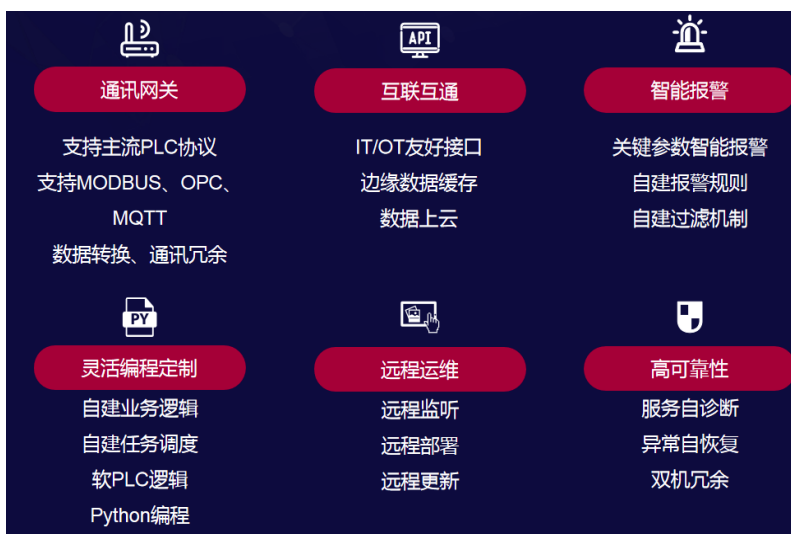 API
通讯网关
互联互通
智能报警
支持主流PLC协议
支持MODBUS、OPC、
MQTT
数据转换、通讯冗余
IT/OT友好接口
边缘数据缓存
数据上云
关键参数智能报警
自建报警规则
自建过滤机制
PY
灵活编程定制
远程运维
高可靠性
自建业务逻辑
自建任务调度
软PLC逻辑
Python编程
远程监听
远程部署
远程更新
服务自诊断
异常自恢复
双机冗余